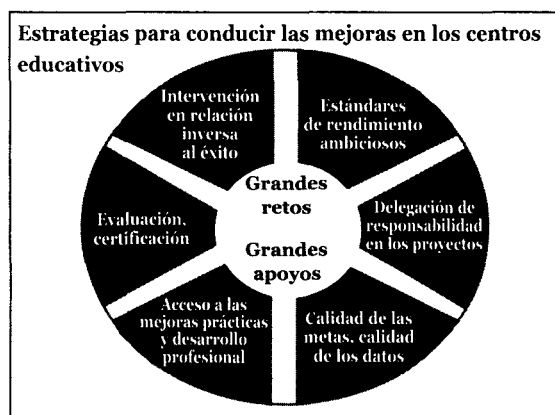 Estrategias para conducir las mejoras en los centros
educativos
Intervención
en relación
inversa
al éxito
Estándares
de rendimiento
ambiciosos
Evaluación,
certificación
Grandes
retos
Grandes
apoyos
Delegación de
responsabilidad
en los proyectos
Acceso a las
mejoras prácticas
y desarrollo
profesional
Calidad de las
metas, calidad
de los datos